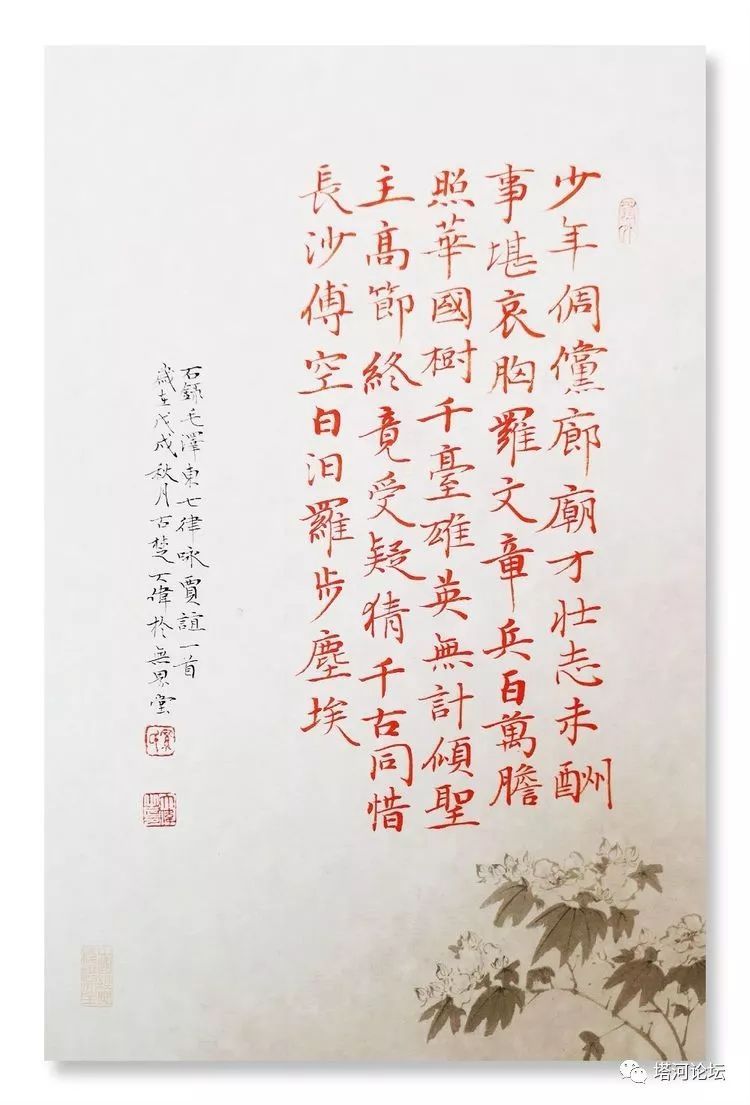 少年倜儻廊廟才壯志未酬
事堪哀胸羅文章兵百萬膽
照華國樹千臺雄英無計傾聖
主高節終竟受疑猜千古同惜
長沙傅空白汨羅步塵埃
右錄毛澤東七律咏賈誼一首
歲在戊戌秋月古楚大偉於無界堂
塔河论坛